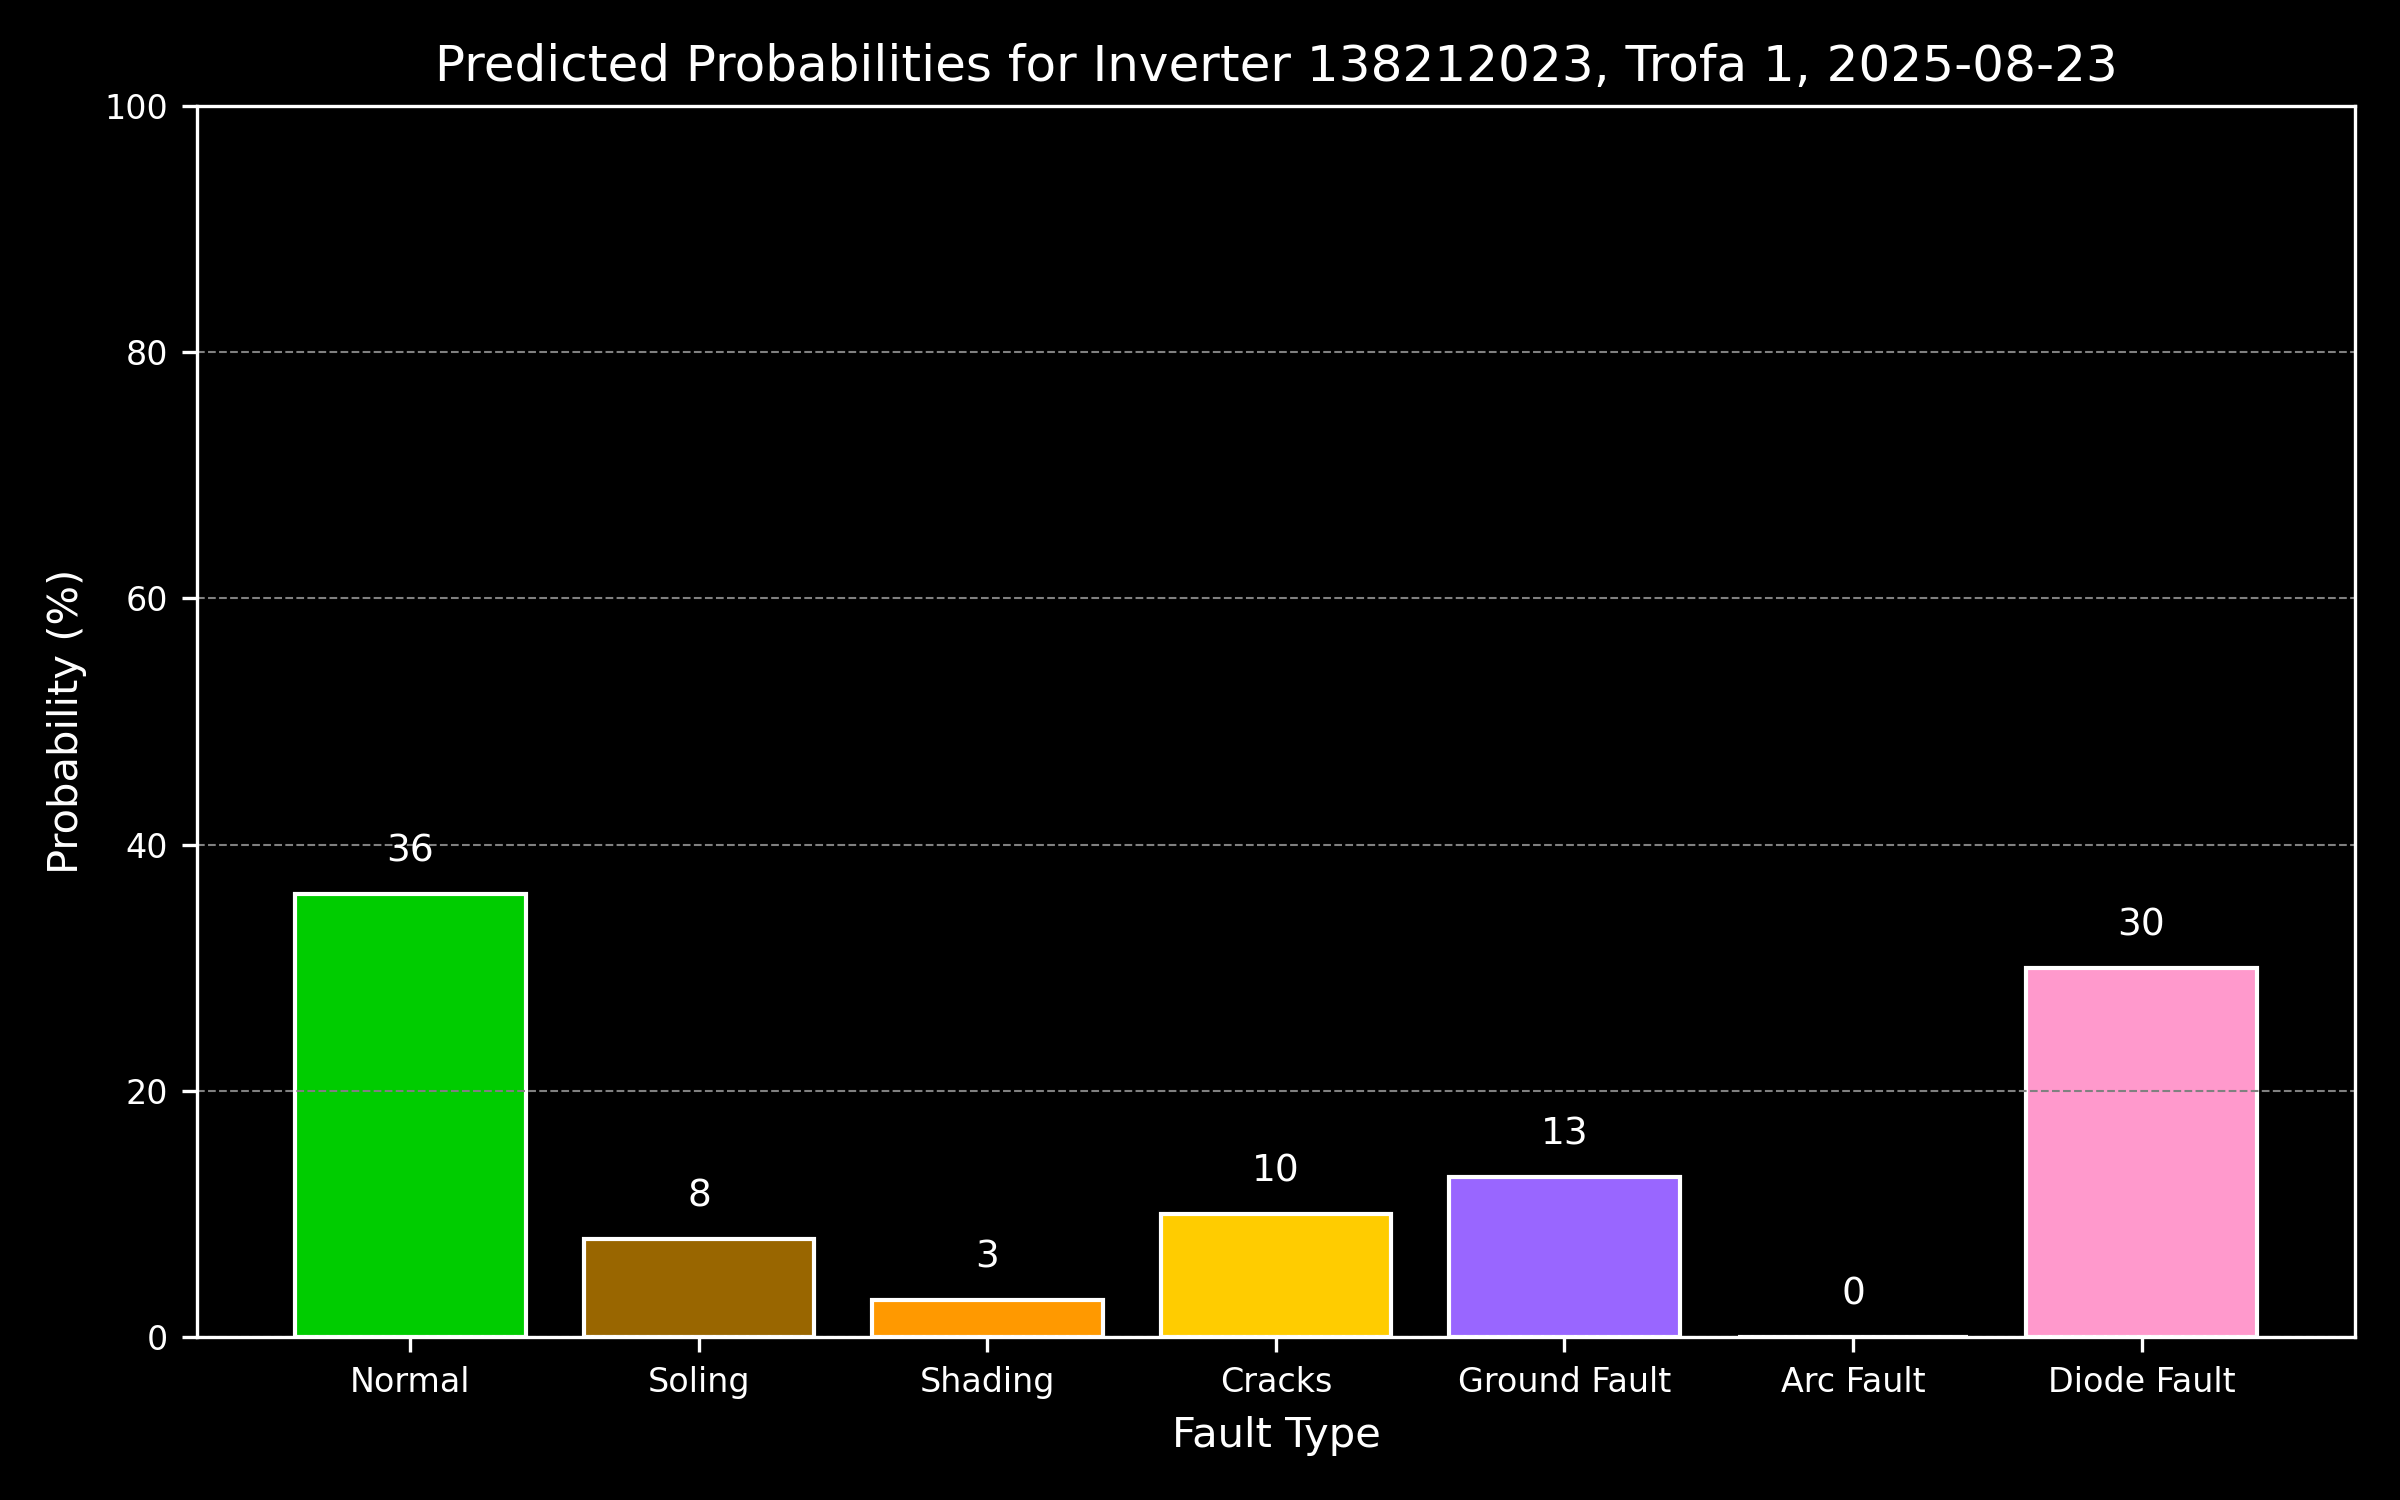 Predicted Probabilities for Inverter 138212023, Trofa 1, 2025-08-23
Probability (%)
100
80
60
40
20
0
36
8
3
10
13
0
30
Normal
Soling
Shading
Cracks
Ground Fault
Arc Fault
Diode Fault
Fault Type